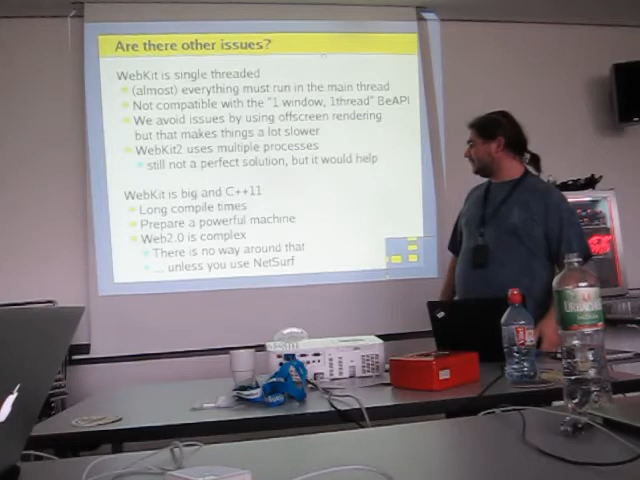 Are there other issues?
WebKit is single threaded
(almost) everything must run in the main thread
Not compatible with the "1 window, 1thread" BeAPI
We avoid issues by using offscreen rendering
but that makes things a lot slower
WebKit2 uses multiple processes
still not a perfect solution, but it would help
WebKit is big and C++11
Long compile times
Prepare a powerful machine
Web2.0 is complex
There is no way around that
... unless you use NetSurf